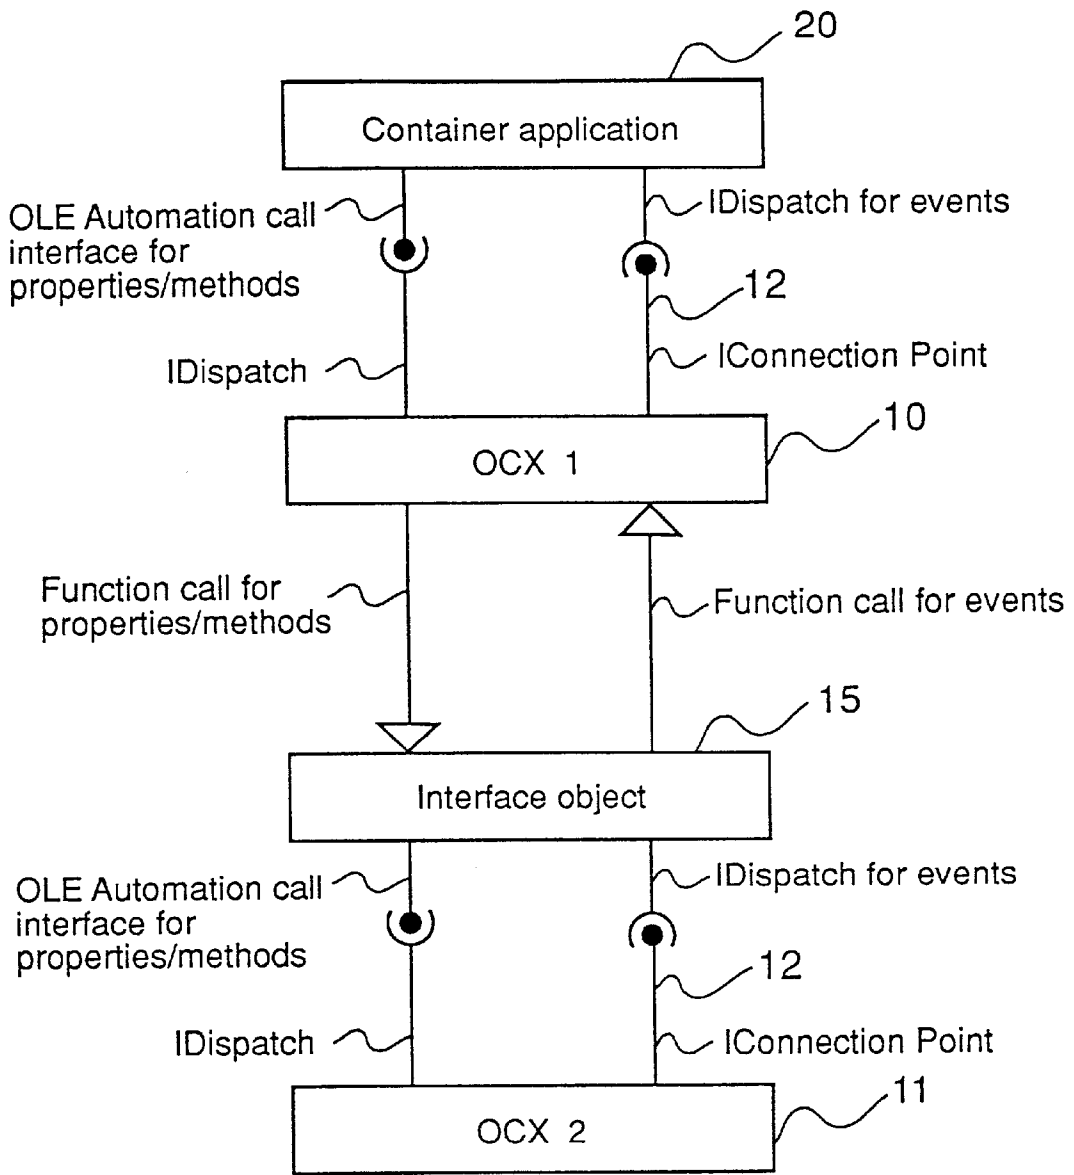 20
Container application
OLE Automation call
interface for
properties/methods
IDispatch for events
12
IDispatch
IConnection Point
10
OCX 1
Function call for
properties/methods
Function call for events
15
Interface object
OLE Automation call
interface for
properties/methods
IDispatch for events
12
IDispatch
IConnection Point
11
OCX 2